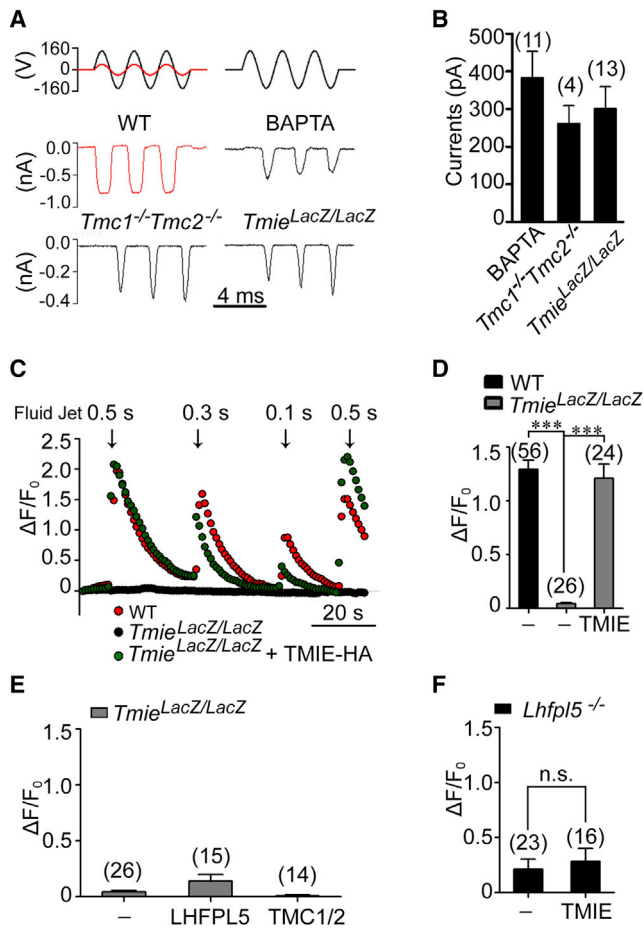 A
160
(V) 0
-160
WT BAPTA
0.0
(nA) -0.5
-1.0
Tmc1-/-Tmc2-/- TmieLacZ/LacZ
0.0
(nA) -0.2
-0.4
4 ms
B
500
400
300
200
100
0
Currents (pA)
(11) (4) (13)
BAPTA
Tmc1-/-Tmc2-/-
TmieLacZ/LacZ
C
Fluid Jet 0.5 s 0.3 s 0.1 s 0.5 s
2.5
2.0
1.5
1.0
0.5
0
ΔF/F0
WT
TmieLacZ/LacZ
TmieLacZ/LacZ + TMIE-HA
20 s
D
WT
TmieLacZ/LacZ
*** ***
1.5
1
0.5
0
ΔF/F0
(56) (26) (24)
– – TMIE
E
TmieLacZ/LacZ
1.5
1.0
0.5
0
ΔF/F0
(26) (15) (14)
– LHFPL5 TMC1/2
F
Lhfpl5 -/-
1.5
1.0
0.5
0
ΔF/F0
n.s.
(23) (16)
– TMIE